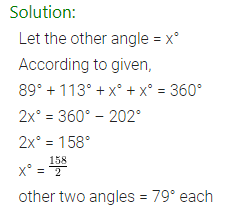 Solution:
Let the other angle = x°
According to given,
89° + 113° + x° + x° = 360°
2x° = 360° – 202°
2x° = 158°
x° = 158/2
other two angles = 79° each